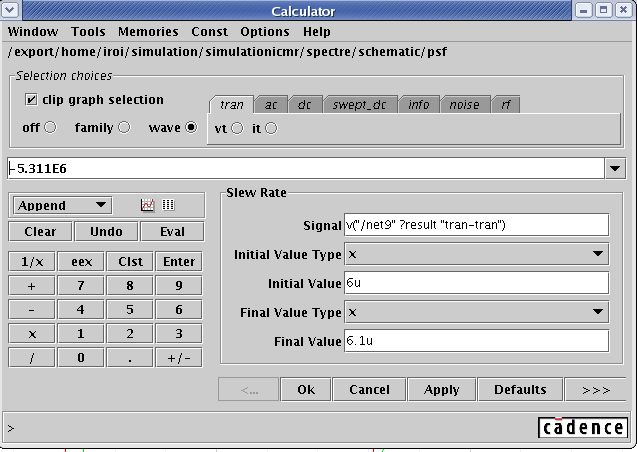 Calculator
Window Tools Memories Const Options Help
/export/home/iroi/simulation/simulationicmr/spectre/schematic/psf
Selection choices
clip graph selection
off family wave
tran ac dc swept_dc info noise rf
vt it
-5.311E6
Append
Clear Undo Eval
1/x eex Clst Enter
+ 7 8 9
- 4 5 6
x 1 2 3
/ 0 . +/-
Slew Rate
Signal v("/net9" ?result "tran-tran")
Initial Value Type x
Initial Value 6u
Final Value Type x
Final Value 6.1u
<... Ok Cancel Apply Defaults >>>
>
cādence